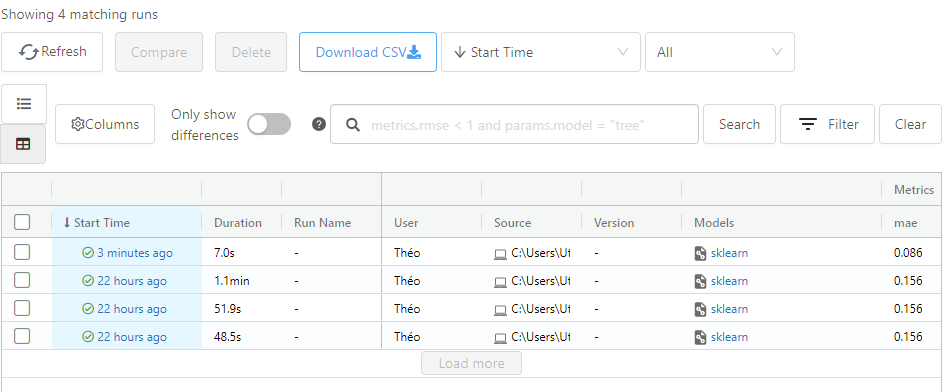 Showing 4 matching runs
Refresh Compare Delete Download CSV Start Time All
Columns Only show differences metrics.rmse < 1 and params.model = "tree" Search Filter Clear
Metrics
Start Time Duration Run Name User Source Version Models mae
3 minutes ago 7.0s - Théo C:\Users\Ut - sklearn 0.086
22 hours ago 1.1min - Théo C:\Users\Ut - sklearn 0.156
22 hours ago 51.9s - Théo C:\Users\Ut - sklearn 0.156
22 hours ago 48.5s - Théo C:\Users\Ut - sklearn 0.156
Load more